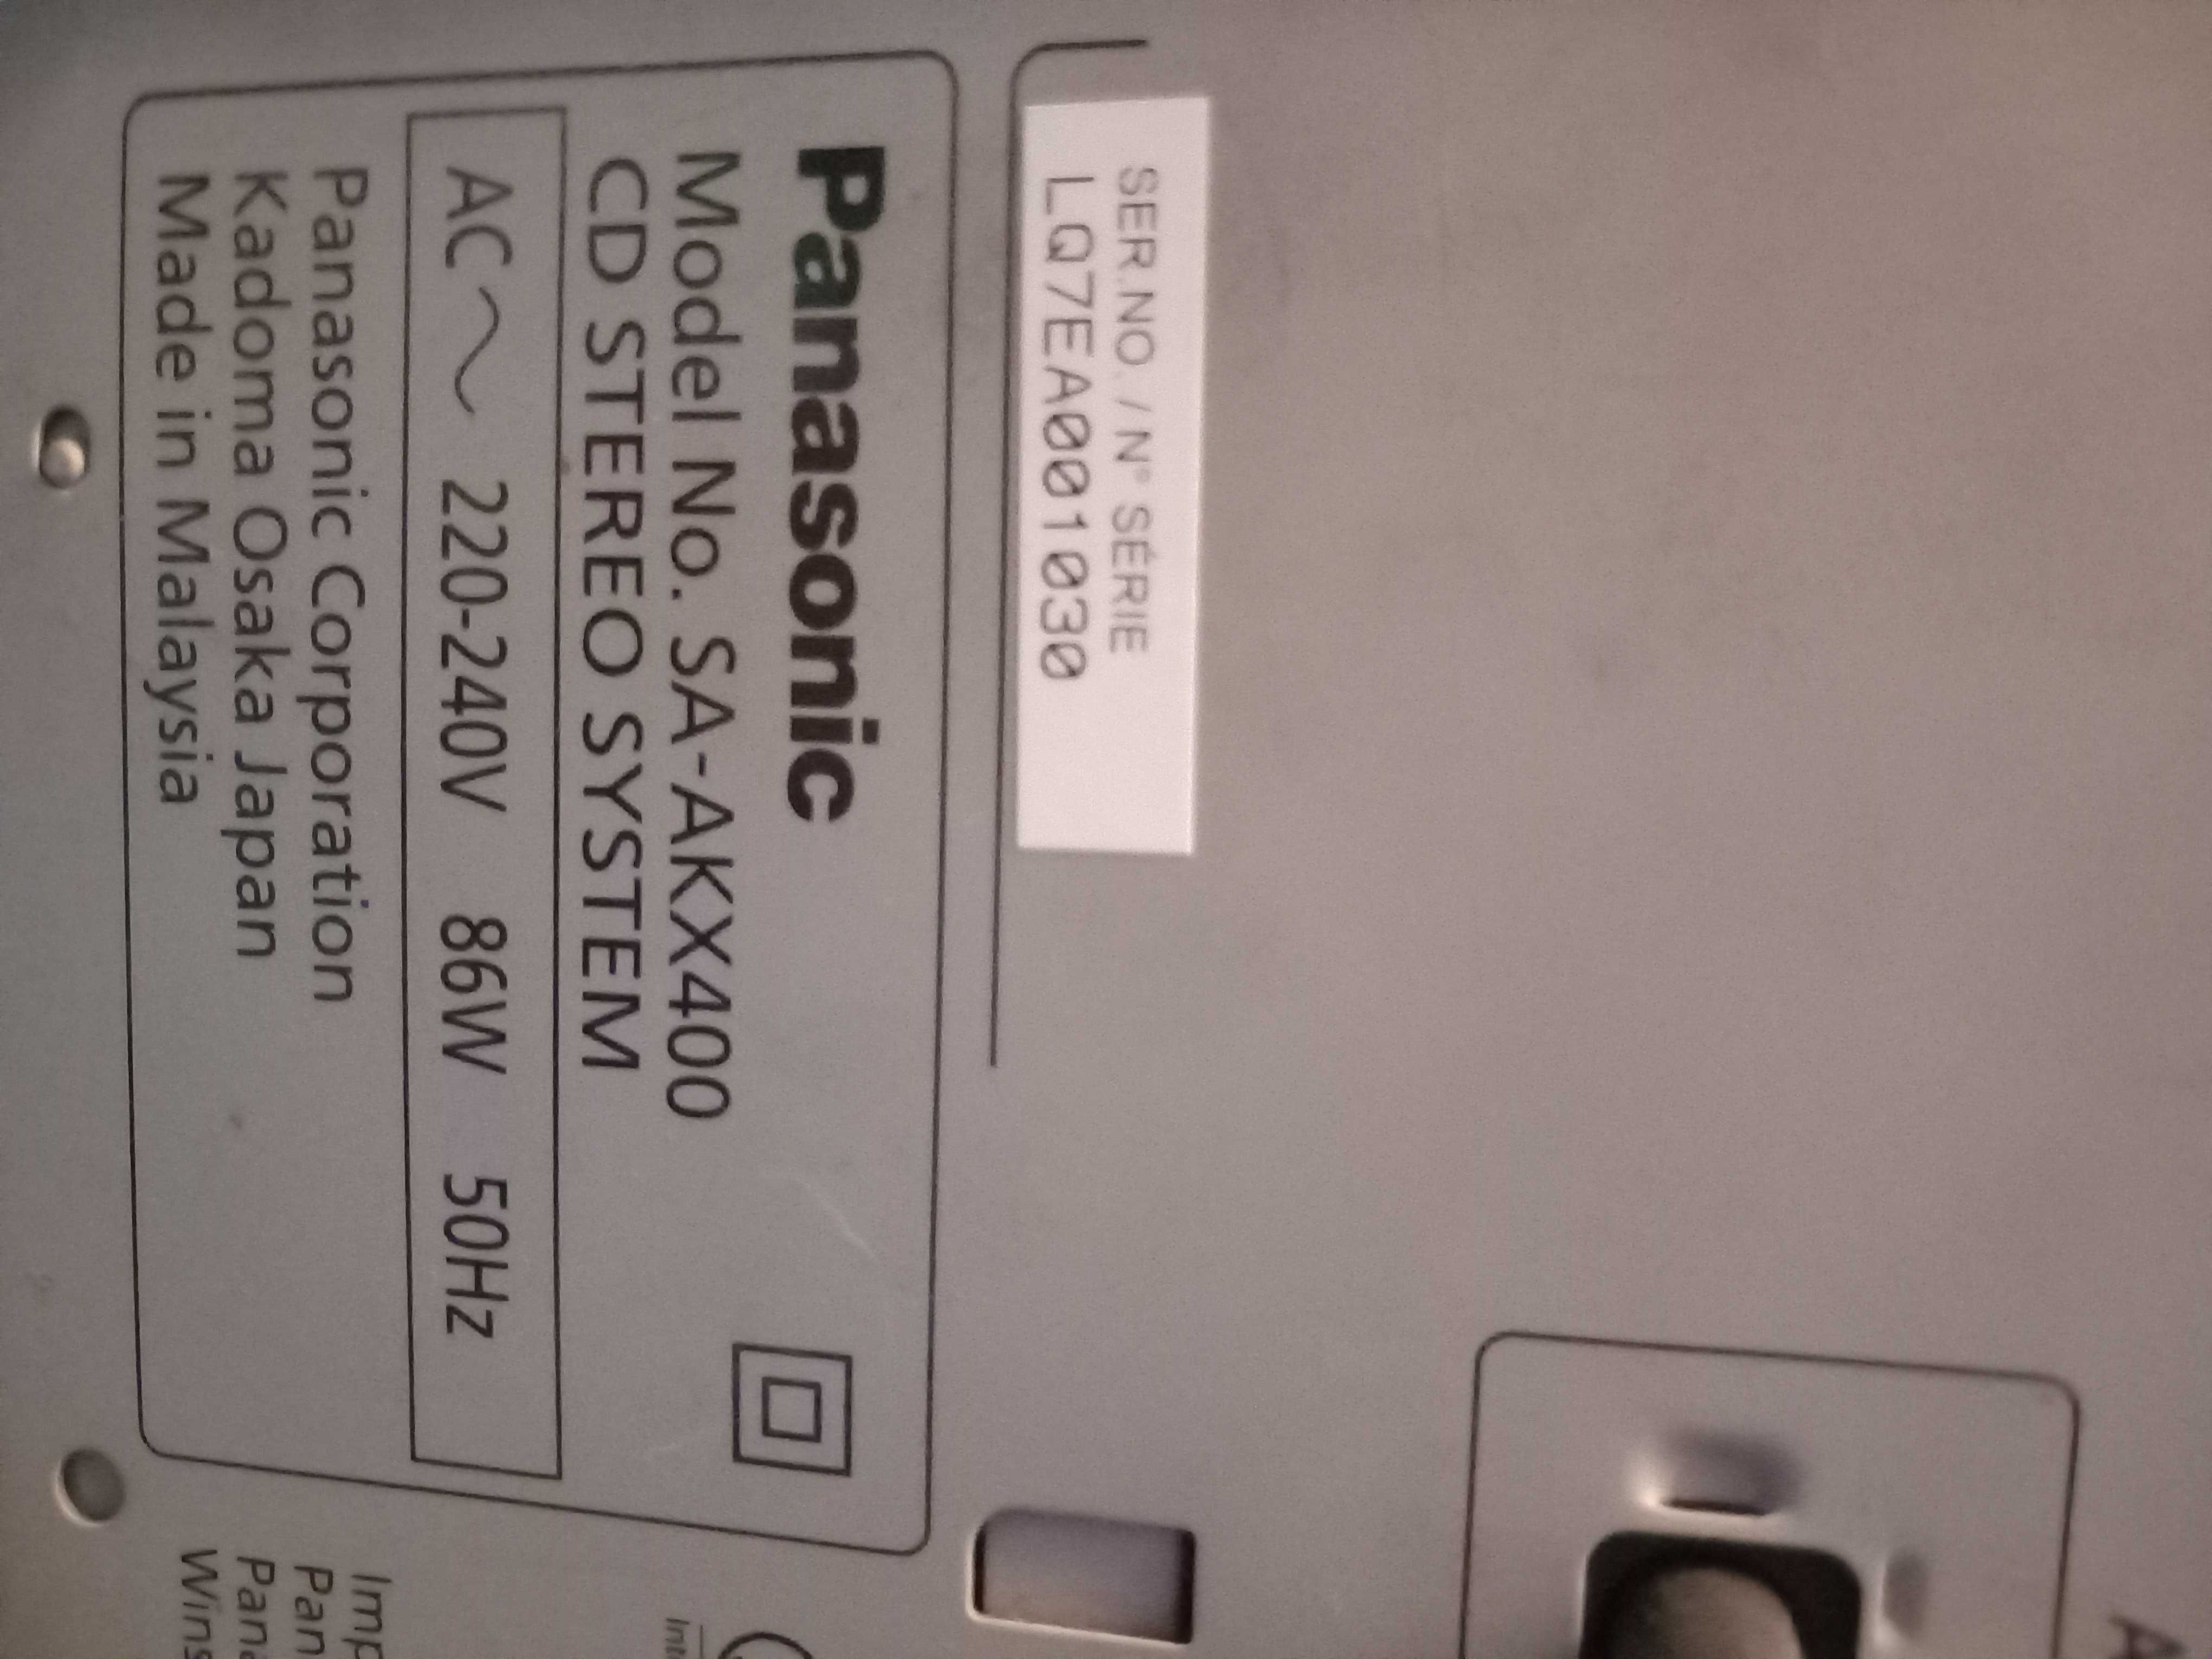 SER.NO. / N° SÉRIE
LQ7EA001030
Panasonic
Model No. SA-AKX400
CD STEREO SYSTEM
AC ~ 220-240V 86W 50Hz
Panasonic Corporation
Kadoma Osaka Japan
Made in Malaysia